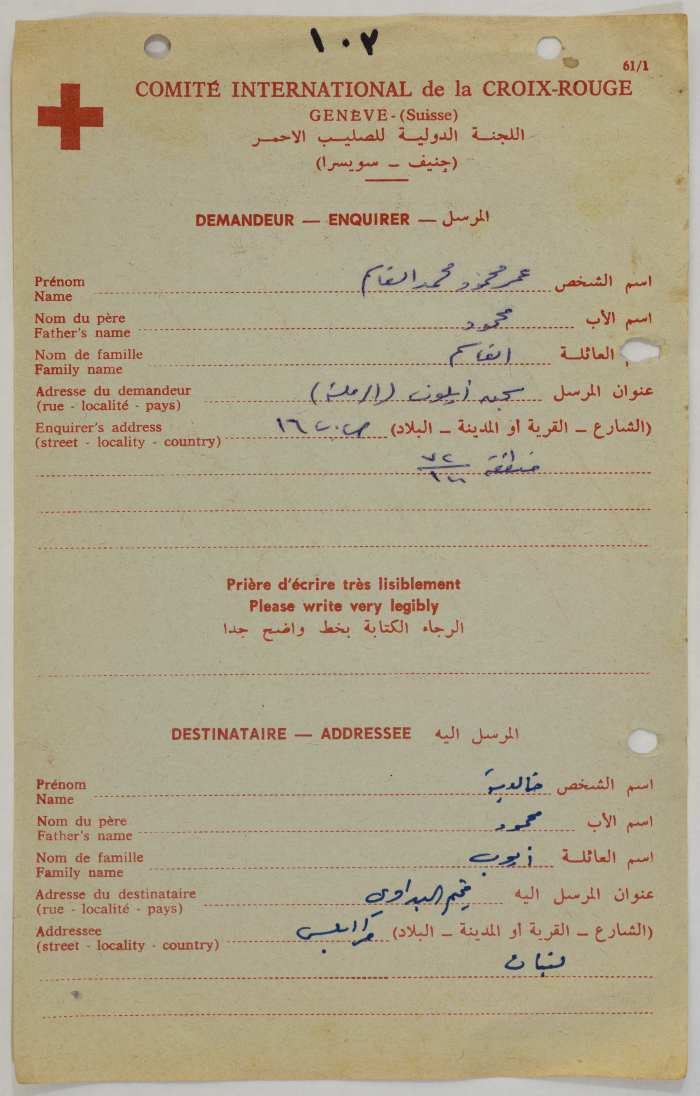 ١٠٢
61/1
COMITÉ INTERNATIONAL de la CROIX-ROUGE
GENÈVE - (Suisse)
اللجنة الدولية للصليب الاحمر
(جنيف – سويسرا)
DEMANDEUR — ENQUIRER — المرسل
Prénom
Name
اسم الشخص عمر محمود محمد القاسم
Nom du père
Father's name
اسم الأب محمود
Nom de famille
Family name
العائلة القاسم
Adresse du demandeur
(rue - localité - pays)
عنوان المرسل سجن أيلون (الرملة)
Enquirer's address
(street - locality - country)
(الشارع – القرية أو المدينة – البلاد) ص.ب ١٦
Prière d'écrire très lisiblement
Please write very legibly
الرجاء الكتابة بخط واضح جدا
DESTINATAIRE — ADDRESSEE المرسل اليه
Prénom
Name
اسم الشخص خالدية
Nom du père
Father's name
اسم الأب محمود
Nom de famille
Family name
اسم العائلة أيوب
Adresse du destinataire
(rue - localité - pays)
عنوان المرسل اليه مخيم البداوي
Addressee
(street - locality - country)
(الشارع – القرية أو المدينة – البلاد) طرابلس
لبنان